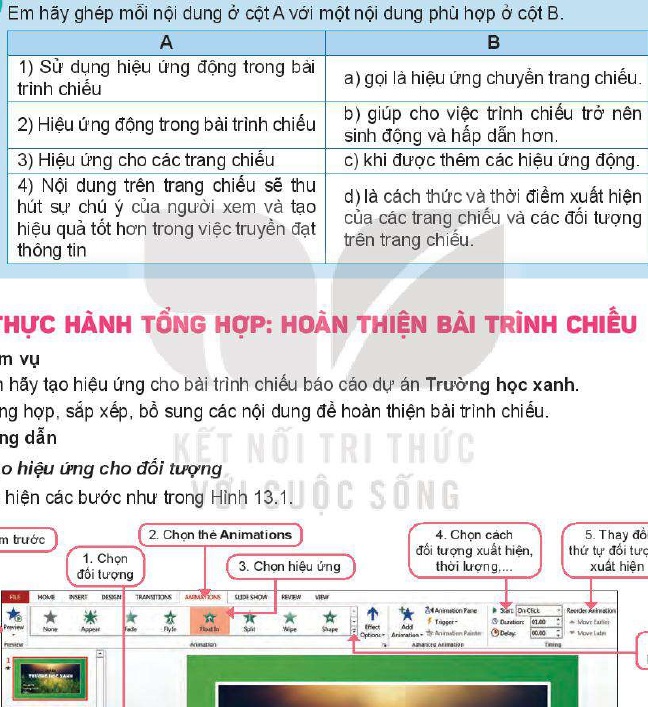 Em hãy ghép mỗi nội dung ở cột A với một nội dung phù hợp ở cột B.
A
B
1) Sử dụng hiệu ứng động trong bài
trình chiếu
a) gọi là hiệu ứng chuyển trang chiếu.
2) Hiệu ứng động trong bài trình chiếu
b) giúp cho việc trình chiếu trở nên
sinh động và hấp dẫn hơn.
3) Hiệu ứng cho các trang chiếu
c) khi được thêm các hiệu ứng động.
4) Nội dung trên trang chiếu sẽ thu
hút sự chú ý của người xem và tạo
hiệu quả tốt hơn trong việc truyền đạt
thông tin
d) là cách thức và thời điểm xuất hiện
của các trang chiếu và các đối tượng
trên trang chiếu.
THỰC HÀNH TỔNG HỢP: HOÀN THIỆN BÀI TRÌNH CHIẾU
m vụ
hãy tạo hiệu ứng cho bài trình chiếu báo cáo dự án Trường học xanh.
ng hợp, sắp xếp, bổ sung các nội dung để hoàn thiện bài trình chiếu.
ng dẫn
KẾT NỐI TRI THỨC
o hiệu ứng cho đối tượng
VỚI CUỘC SỐNG
hiện các bước như trong Hình 13.1.
m trước
1. Chọn
đối tượng
2. Chọn thẻ Animations
3. Chọn hiệu ứng
4. Chọn cách
đối tượng xuất hiện,
thời lượng,...
5. Thay đổ
thứ tự đối tượ
xuất hiện
FILE HOME INSERT DESIGN TRANSITIONS ANIMATIONS SLIDE SHOW REVIEW VIEW
Preview None Appear Fade Fly In Float In Split Wipe Shape
Effect
Options
Add
Animation
Animation Pane
Trigger
Animation Painter
Start: On Click
Duration: 01.00
Delay: 00.00
Reorder Animation
Move Earlier
Move Later
Preview Animation Advanced Animation Timing
1
TRƯỜNG HỌC XANH